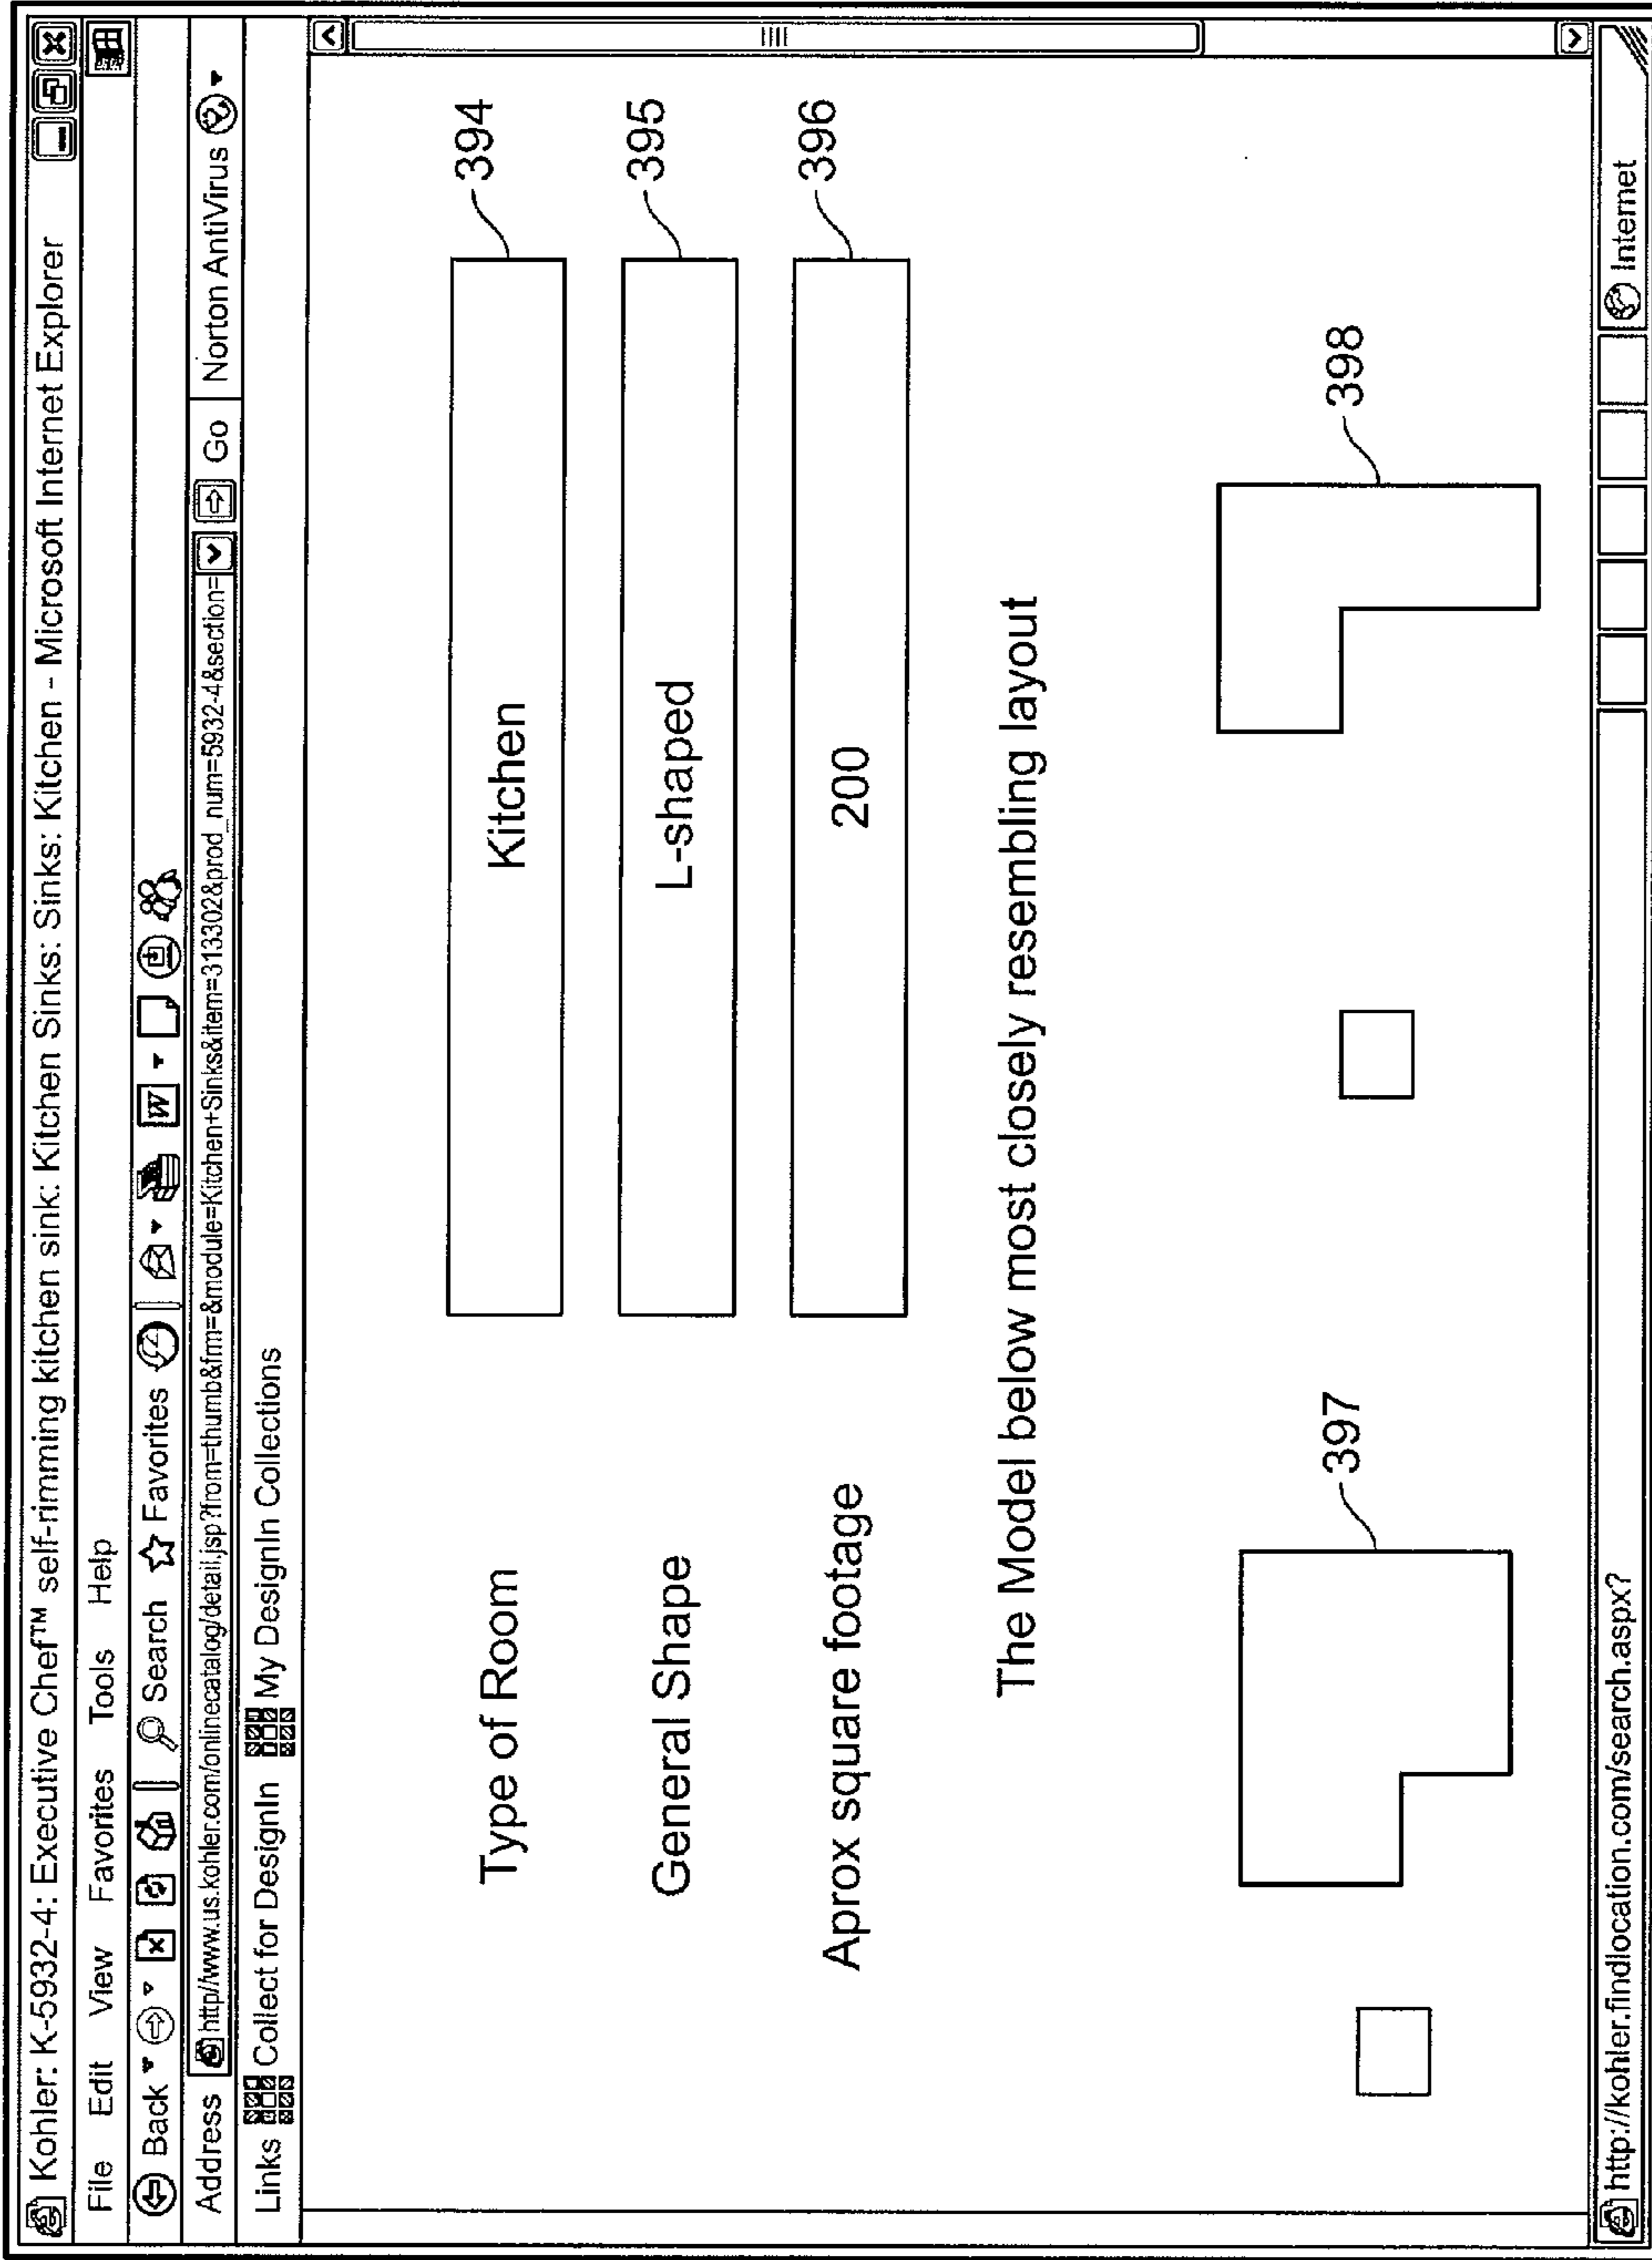 Kohler: K-5932-4: Executive Chef™ self-rimming kitchen sink: Kitchen Sinks: Sinks: Kitchen - Microsoft Internet Explorer
File Edit View Favorites Tools Help
Back Search Favorites W
Address http//www.us.kohler.com/onlinecatalog/detail.jsp?from=thumb&frm=&module=Kitchen+Sinks&item=313302&prod_num=5932-4&section= Go Norton AntiVirus
Links Collect for DesignIn My DesignIn Collections
Type of Room Kitchen 394
General Shape L-shaped 395
Aprox square footage 200 396
The Model below most closely resembling layout
397 398
http://kohler.findlocation.com/search.aspx? Internet